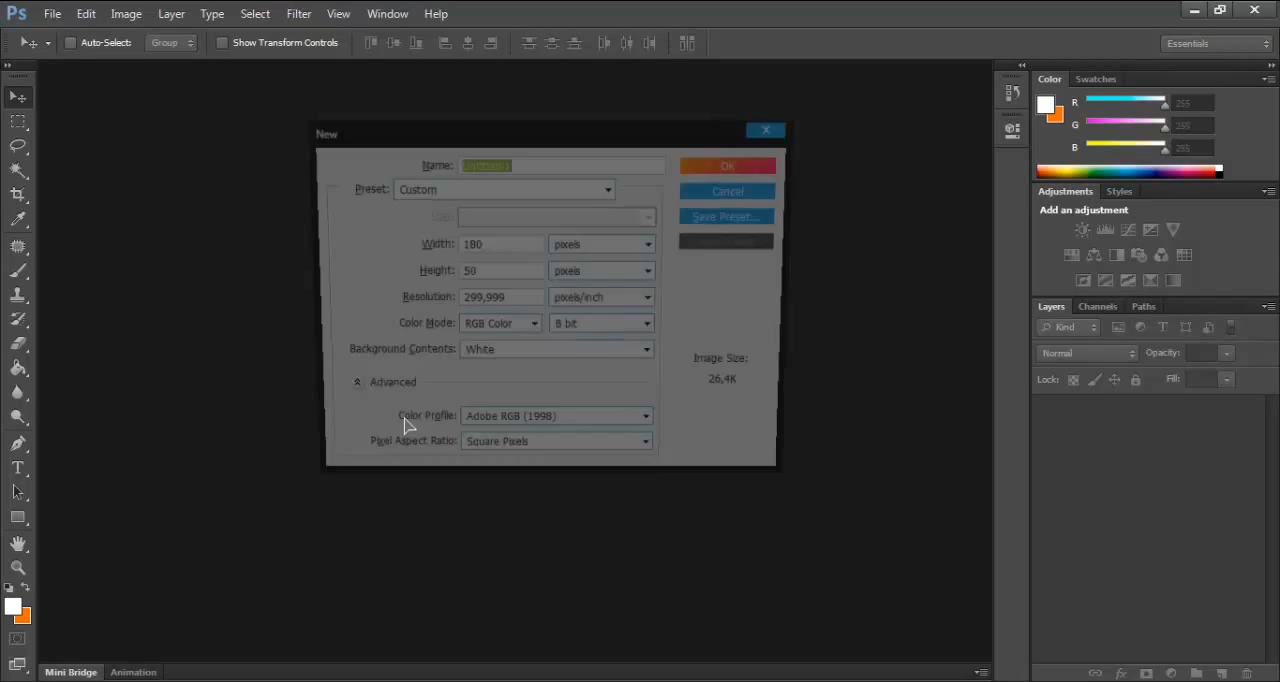 Ps File Edit Image Layer Type Select Filter View Window Help
Auto-Select: Group Show Transform Controls Essentials
New
Name:
Ok
Preset: Custom
Cancel
Save Preset...
Width: 180 pixels
Height: 50 pixels
Resolution: 299,999 pixels/inch
Color Mode: RGB Color 8 bit
Background Contents: White
Image Size:
26,4K
Advanced
Color Profile: Adobe RGB (1998)
Pixel Aspect Ratio: Square Pixels
Color Swatches
R 255
G 255
B 255
Adjustments Styles
Add an adjustment
Layers Channels Paths
Kind
Normal Opacity:
Lock: Fill:
Mini Bridge Animation